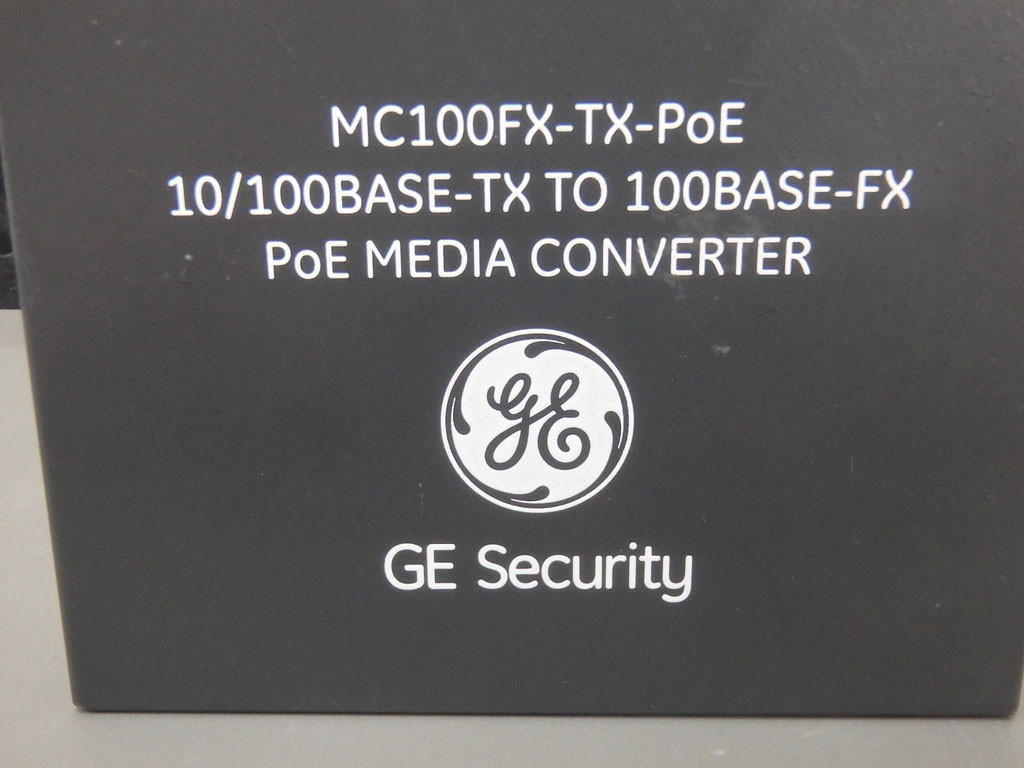 MC100FX-TX-PoE
10/100BASE-TX TO 100BASE-FX
PoE MEDIA CONVERTER
GE
GE Security